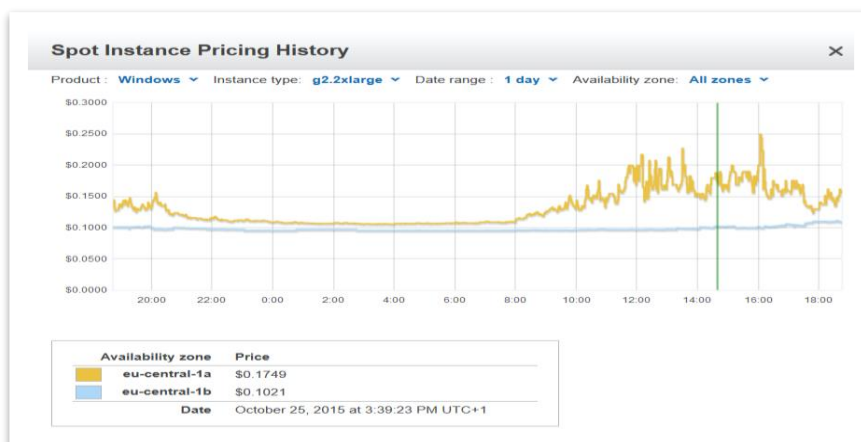 Spot Instance Pricing History ×
Product : Windows Instance type: g2.2xlarge Date range : 1 day Availability zone: All zones
$0.3000
$0.2500
$0.2000
$0.1500
$0.1000
$0.0500
$0.0000
20:00 22:00 0:00 2:00 4:00 6:00 8:00 10:00 12:00 14:00 16:00 18:00
Availability zone Price
eu-central-1a $0.1749
eu-central-1b $0.1021
Date October 25, 2015 at 3:39:23 PM UTC+1